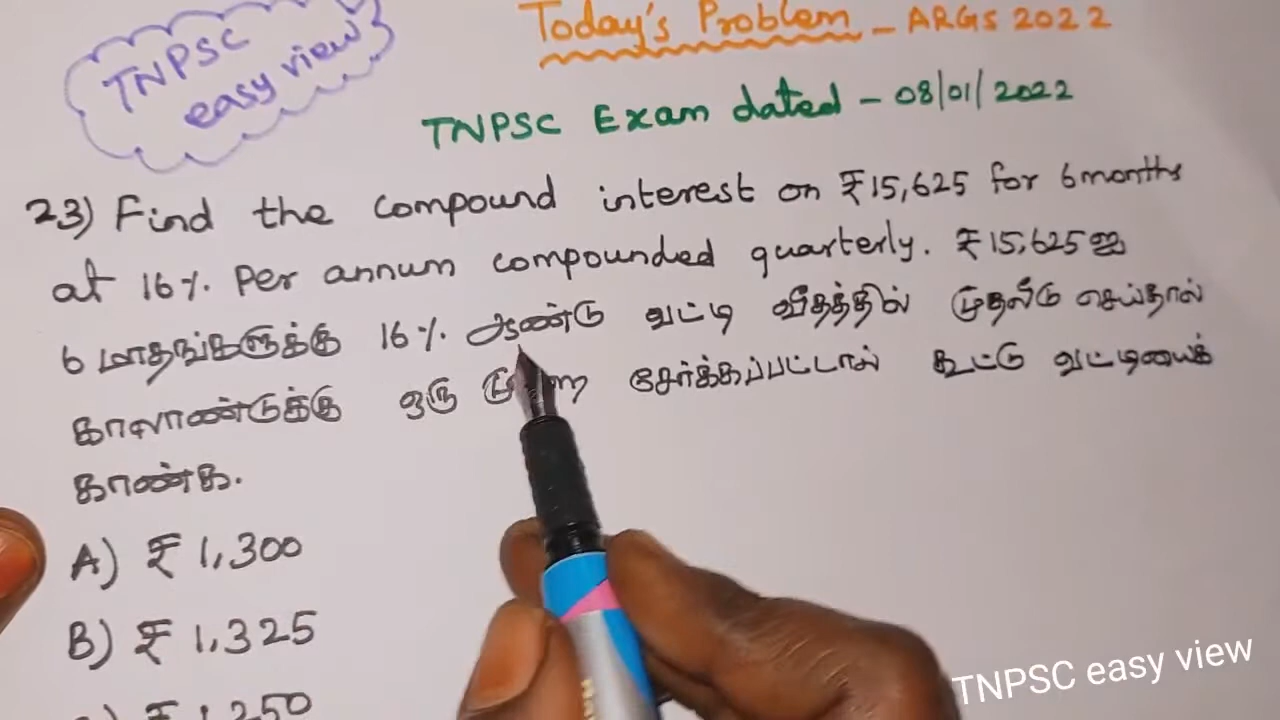 TNPSC
easy view
Today's Problem - ARGS 2022
TNPSC Exam dated - 08/01/2022
23) Find the compound interest on ₹15,625 for 6 months
at 16% per annum compounded quarterly. ₹15,625ஐ
6 மாதங்களுக்கு 16% ஆண்டு வட்டி வீதத்தில் முதலீடு செய்தால்
காலாண்டுக்கு ஒரு சேர்க்கப்பட்டால் கூட்டு வட்டியைக்
காண்க.
A) ₹ 1,300
B) ₹ 1,325
₹ 1,250
TNPSC easy view